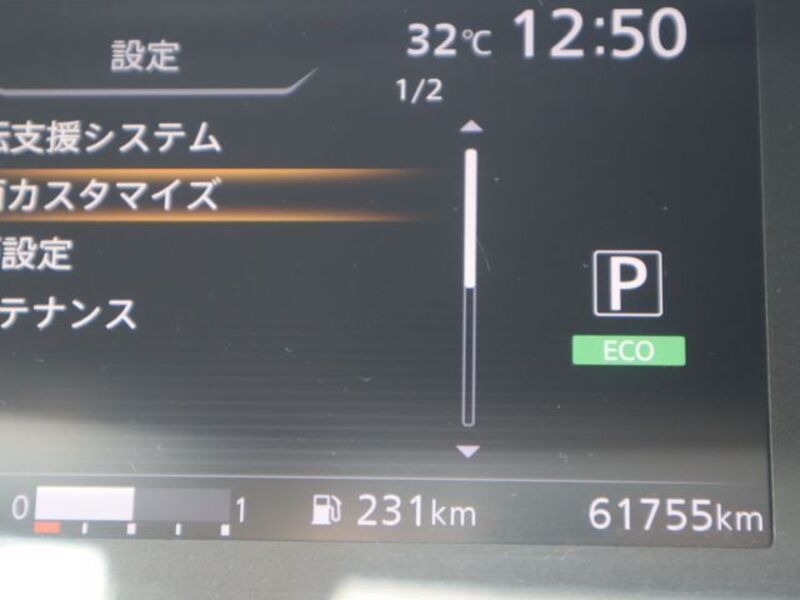 設定
32℃ 12:50
1/2
転支援システム
面カスタマイズ
設定
テナンス
P
ECO
0 1
231km
61755km